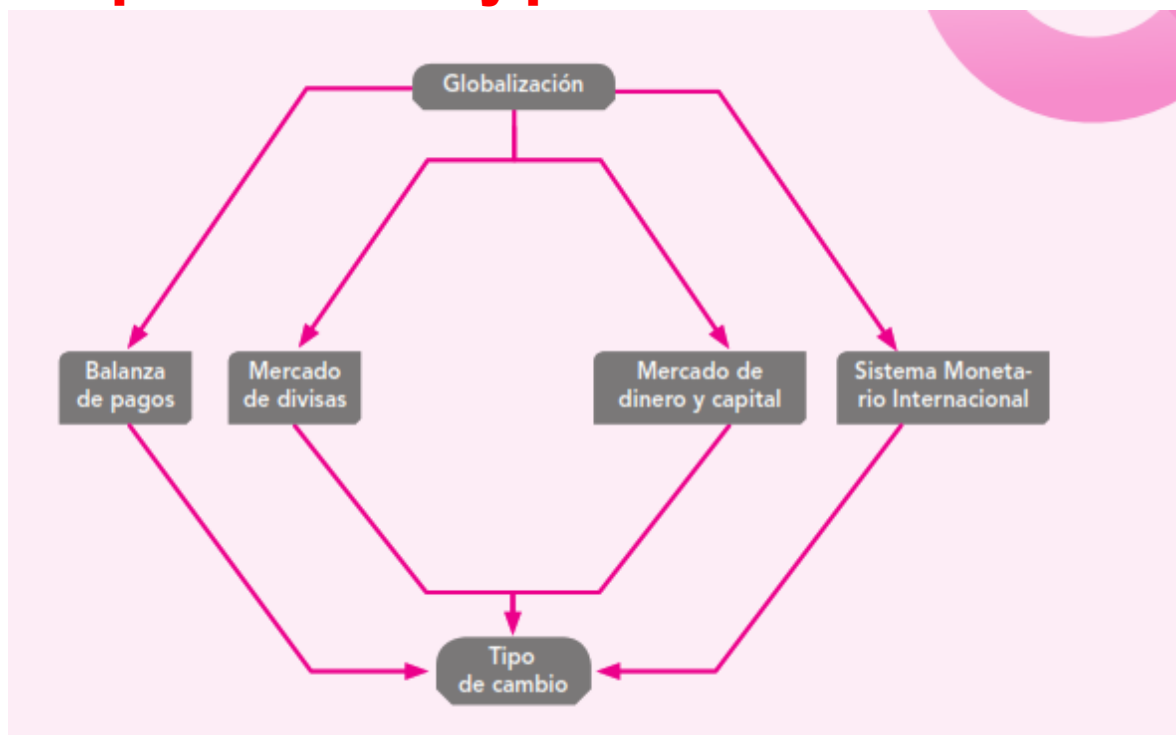 Globalización
Balanza
de pagos
Mercado
de divisas
Mercado de
dinero y capital
Sistema Moneta-
rio Internacional
Tipo
de cambio